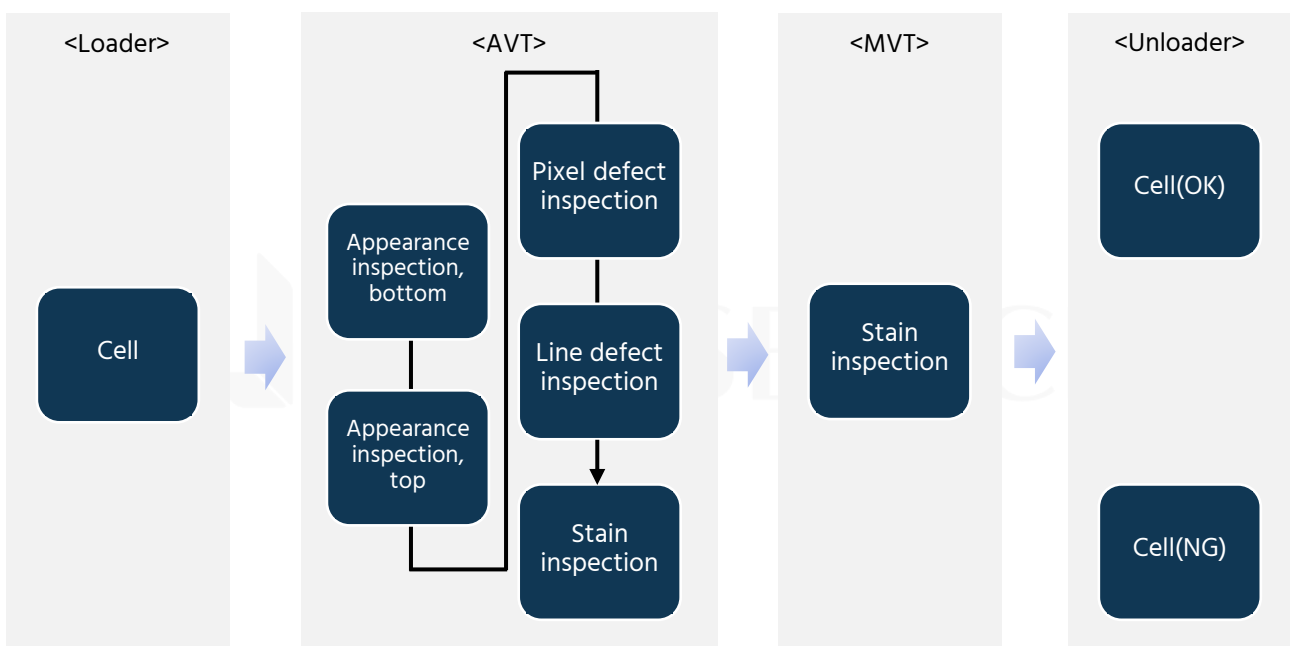 <Loader>
Cell
<AVT>
Appearance
inspection,
bottom
Appearance
inspection,
top
Pixel defect
inspection
Line defect
inspection
Stain
inspection
<MVT>
Stain
inspection
<Unloader>
Cell(OK)
Cell(NG)